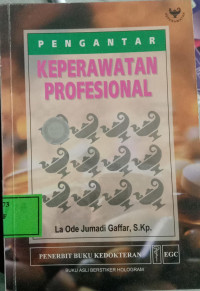 PENGANTAR
KEPERAWATAN
PROFESIONAL
La Ode Jumadi Gaffar, S.Kp.
PENERBIT BUKU KEDOKTERAN EGC
BUKU ASLI BERSTIKER HOLOGRAM